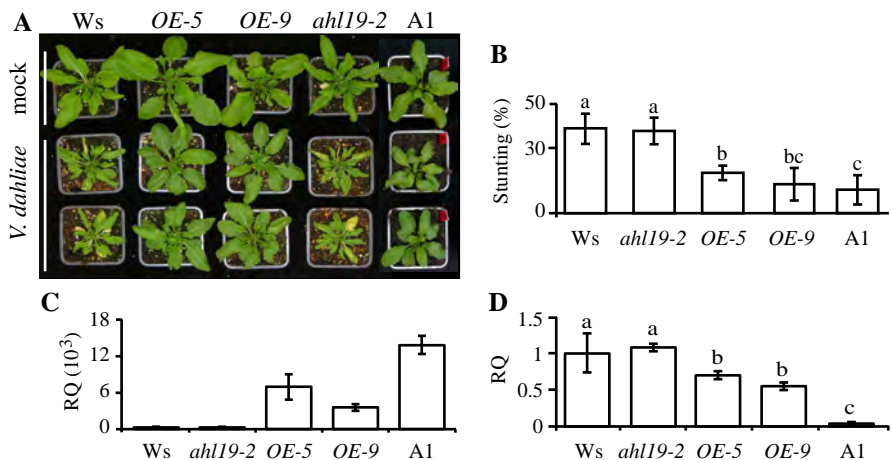 A Ws OE-5 OE-9 ahl19-2 A1
mock
V. dahliae
B
Stunting (%)
50
30
0
a a b bc c
Ws ahl19-2 OE-5 OE-9 A1
C
RQ (10³)
18
12
6
0
Ws ahl19-2 OE-5 OE-9 A1
D
RQ
1.5
1
0.5
0
a a b b c
Ws ahl19-2 OE-5 OE-9 A1